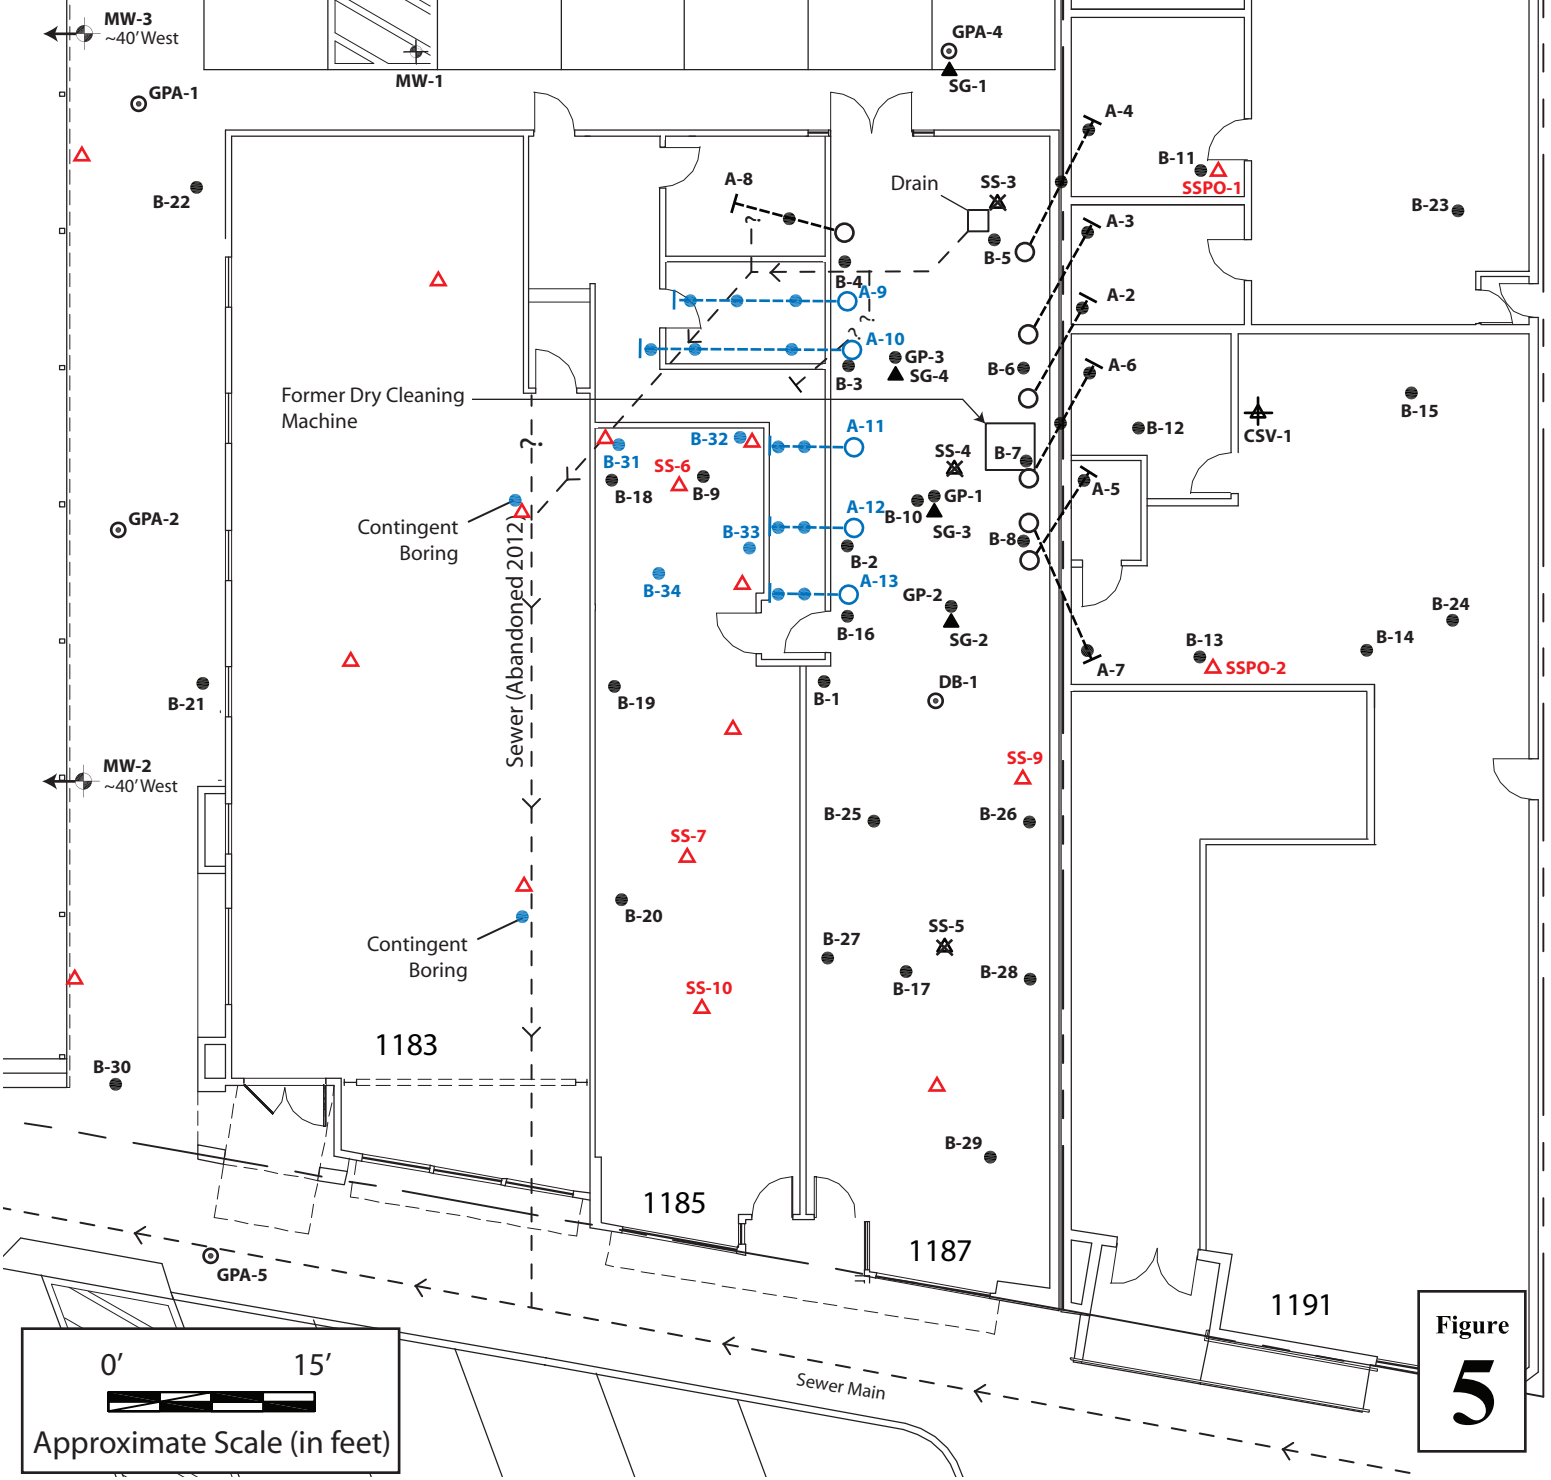 MW-3
~40' West
MW-1
GPA-4
SG-1
GPA-1
A-4
B-11
SSPO-1
B-22
A-8
Drain
SS-3
B-23
A-3
?
B-5
B-4
A-9
A-2
?
?
?
A-10
GP-3
SG-4
B-3
B-6
A-6
Former Dry Cleaning
Machine
B-15
B-12
CSV-1
A-11
?
B-32
B-31
SS-6
B-18
B-9
SS-4
B-7
A-5
GP-1
B-10
SG-3
A-12
GPA-2
Contingent
Boring
B-33
B-2
B-8
B-34
A-13
GP-2
B-16
SG-2
B-24
B-13
B-14
SSPO-2
A-7
Sewer (Abandoned 2012)
B-21
B-19
B-1
DB-1
MW-2
~40' West
SS-9
B-25
B-26
SS-7
B-20
Contingent
Boring
B-27
SS-5
B-17
B-28
SS-10
1183
B-30
B-29
1185
1187
GPA-5
1191
Sewer Main
0'
15'
Approximate Scale (in feet)
Figure
5